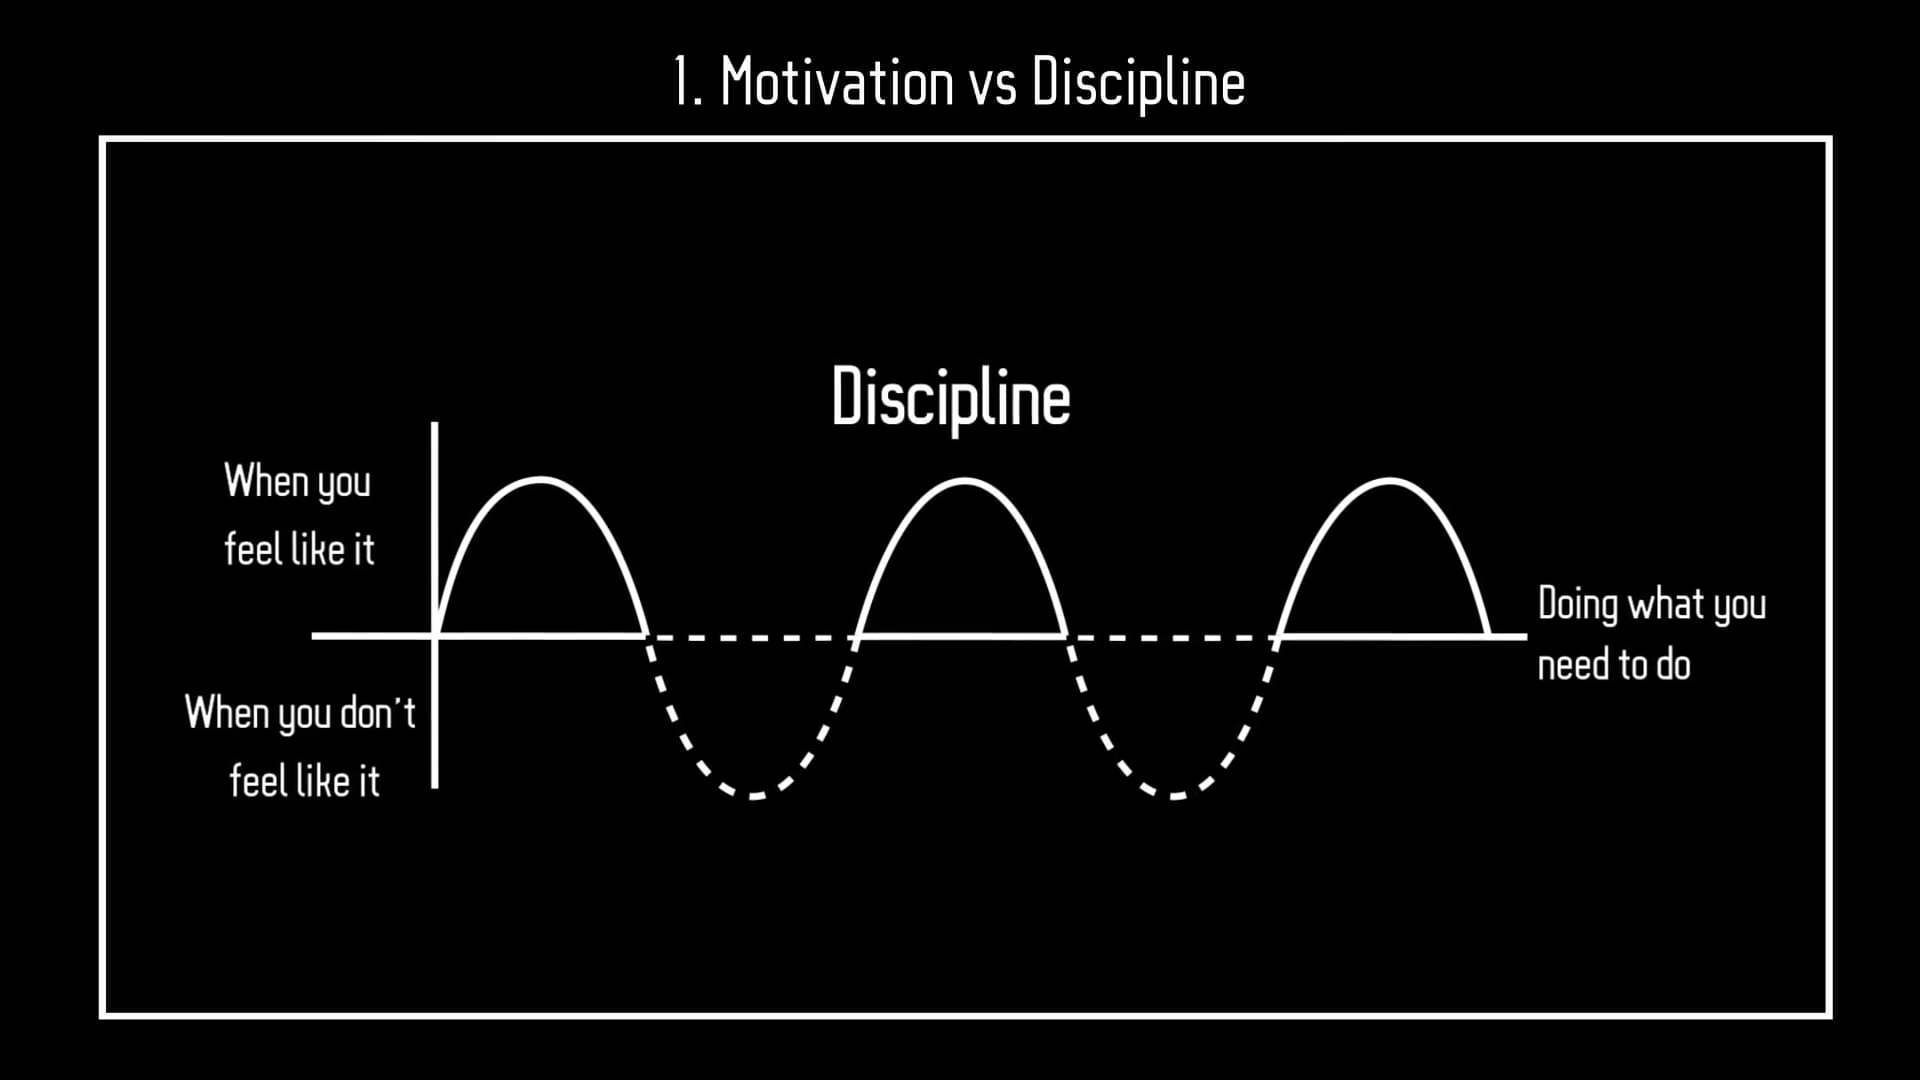 1. Motivation vs Discipline
Discipline
When you
feel like it
Doing what you
need to do
When you don't
feel like it